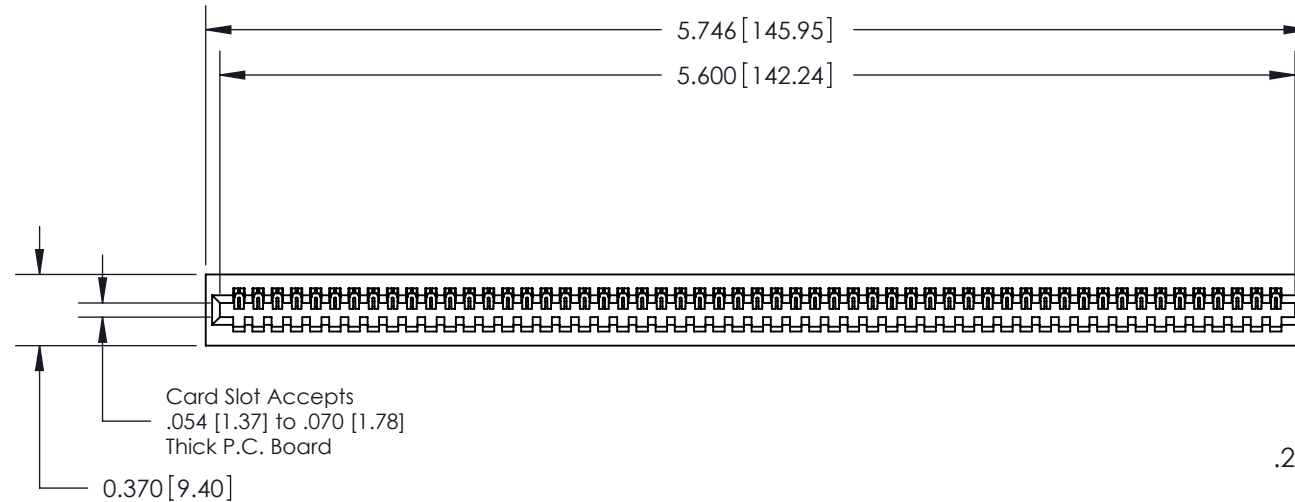 5.746 [145.95]
5.600 [142.24]
Card Slot Accepts
.054 [1.37] to .070 [1.78]
Thick P.C. Board
.2
0.370 [9.40]